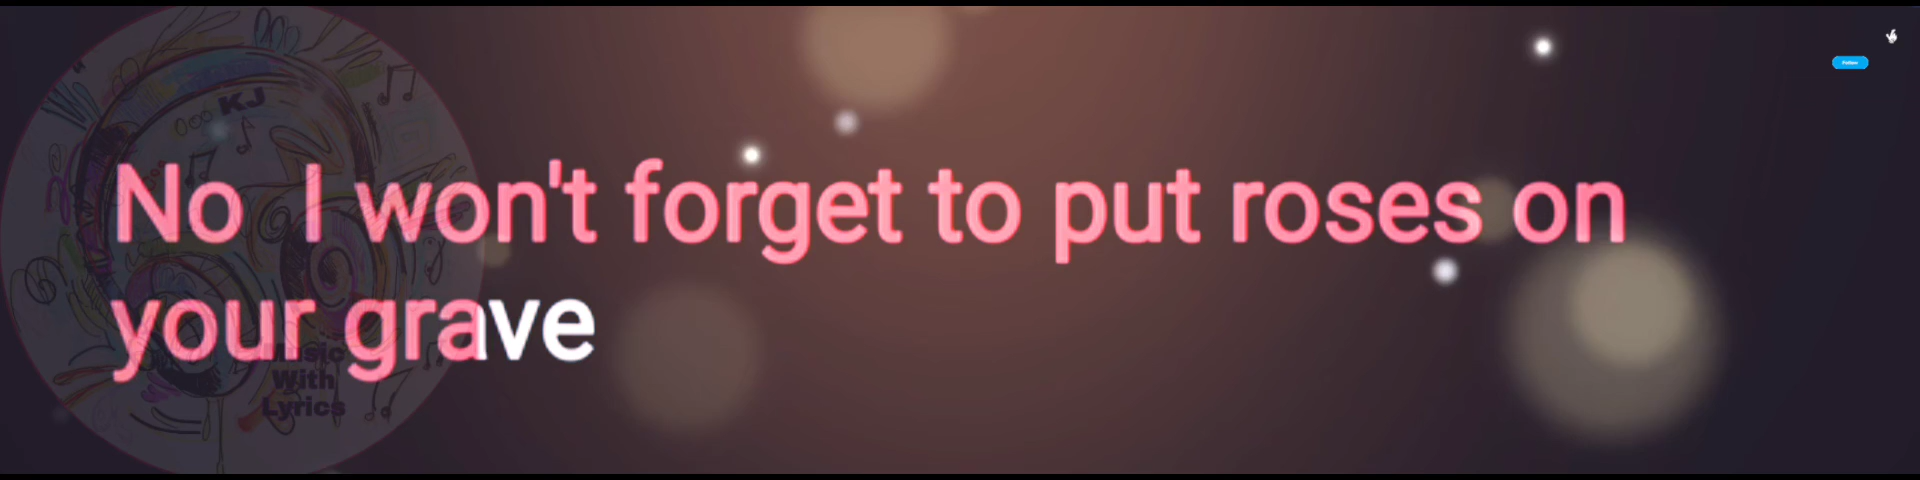 KJ
Follow
No I won't forget to put roses on
your grave
Music
With
Lyrics